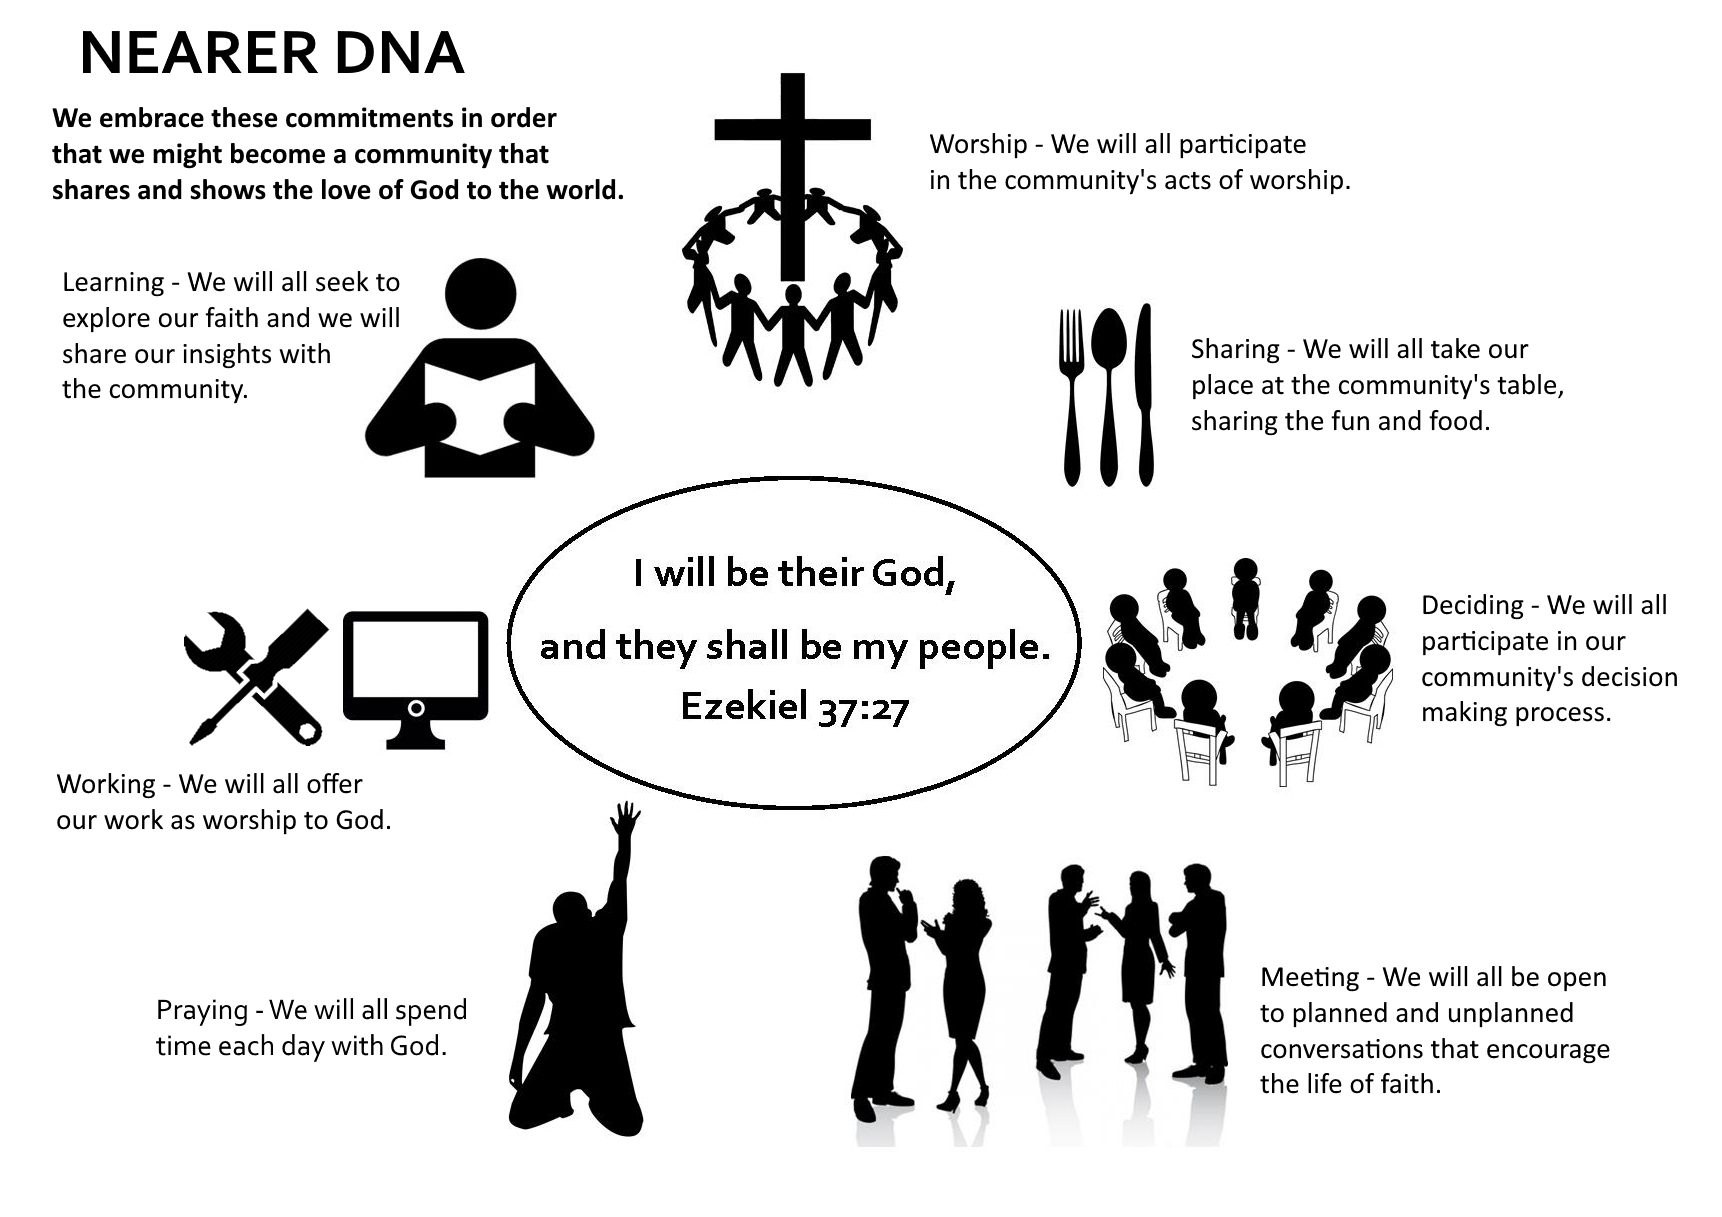 NEARER DNA
We embrace these commitments in order
that we might become a community that
shares and shows the love of God to the world.
Worship - We will all participate
in the community's acts of worship.
Learning - We will all seek to
explore our faith and we will
share our insights with
the community.
Sharing - We will all take our
place at the community's table,
sharing the fun and food.
I will be their God,
and they shall be my people.
Ezekiel 37:27
Deciding - We will all
participate in our
community's decision
making process.
Working - We will all offer
our work as worship to God.
Praying - We will all spend
time each day with God.
Meeting - We will all be open
to planned and unplanned
conversations that encourage
the life of faith.